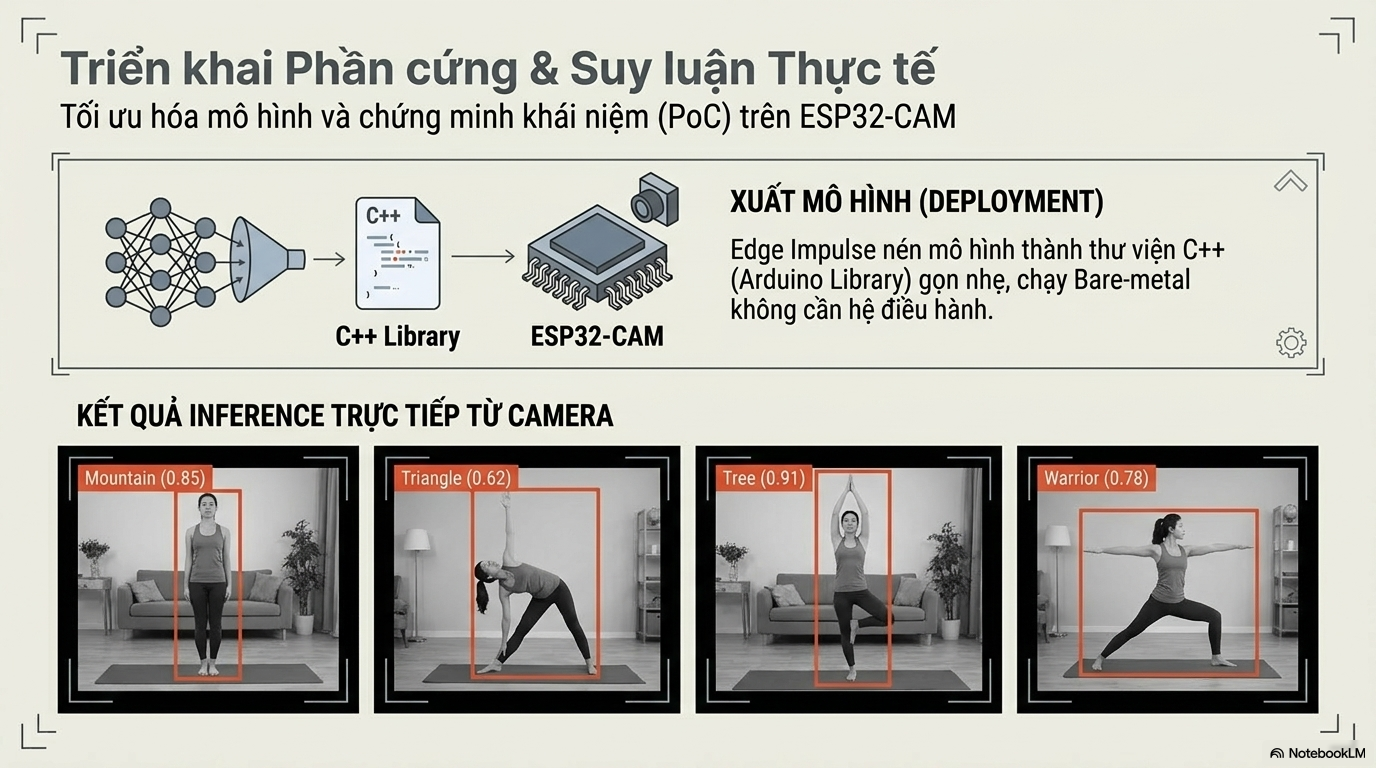 Triển khai Phần cứng & Suy luận Thực tế
Tối ưu hóa mô hình và chứng minh khái niệm (PoC) trên ESP32-CAM
C++
C++ Library
ESP32-CAM
XUẤT MÔ HÌNH (DEPLOYMENT)
Edge Impulse nén mô hình thành thư viện C++
(Arduino Library) gọn nhẹ, chạy Bare-metal
không cần hệ điều hành.
KẾT QUẢ INFERENCE TRỰC TIẾP TỪ CAMERA
Mountain (0.85)
Triangle (0.62)
Tree (0.91)
Warrior (0.78)
NotebookLM